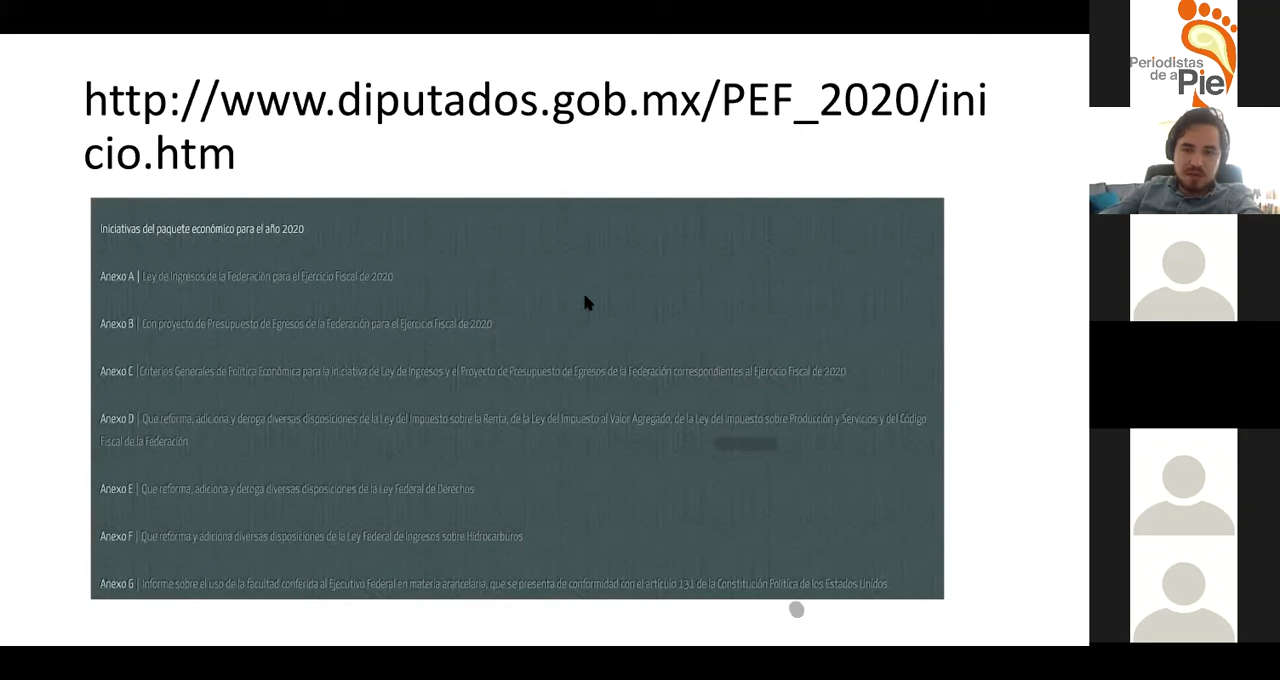 http://www.diputados.gob.mx/PEF_2020/ini
cio.htm
Iniciativas del paquete económico para el año 2020
Anexo A | Ley de Ingresos de la Federación para el Ejercicio Fiscal de 2020
Anexo B | Con proyecto de Presupuesto de Egresos de la Federación para el Ejercicio Fiscal de 2020
Anexo C | Criterios Generales de Política Económica para la Iniciativa de Ley de Ingresos y el Proyecto de Presupuesto de Egresos de la Federación correspondientes al Ejercicio Fiscal de 2020
Anexo D | Que reforma, adiciona y deroga diversas disposiciones de la Ley del Impuesto sobre la Renta, de la Ley del Impuesto al Valor Agregado, de la Ley del Impuesto sobre Producción y Servicios y del Código
Fiscal de la Federación
Anexo E | Que reforma, adiciona y deroga diversas disposiciones de la Ley Federal de Derechos
Anexo F | Que reforma y adiciona diversas disposiciones de la Ley Federal de Ingresos sobre Hidrocarburos
Anexo G | Informe sobre el uso de la facultad conferida al Ejecutivo Federal en materia arancelaria, que se presenta de conformidad con el artículo 131 de la Constitución Política de los Estados Unidos
Periodistas
de a Pie